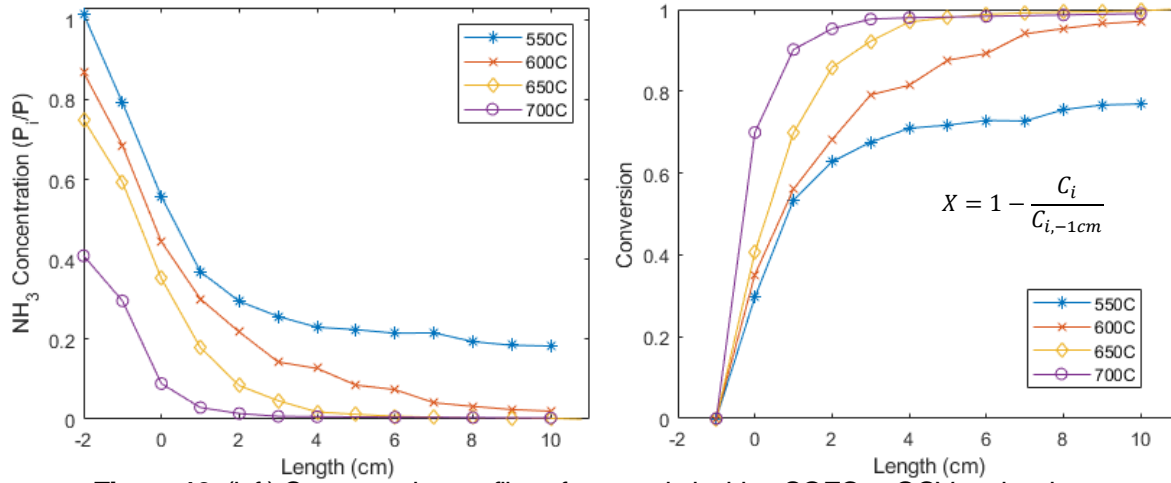 NH₃ Concentration (Pᵢ/P)
1
0.8
0.6
0.4
0.2
0
-2
0
2
4
6
8
10
Length (cm)
550C
600C
650C
700C
Conversion
1
0.8
0.6
0.4
0.2
0
-2
0
2
4
6
8
10
Length (cm)
X = 1 − Cᵢ / Cᵢ,₋₁cm
550C
600C
650C
700C